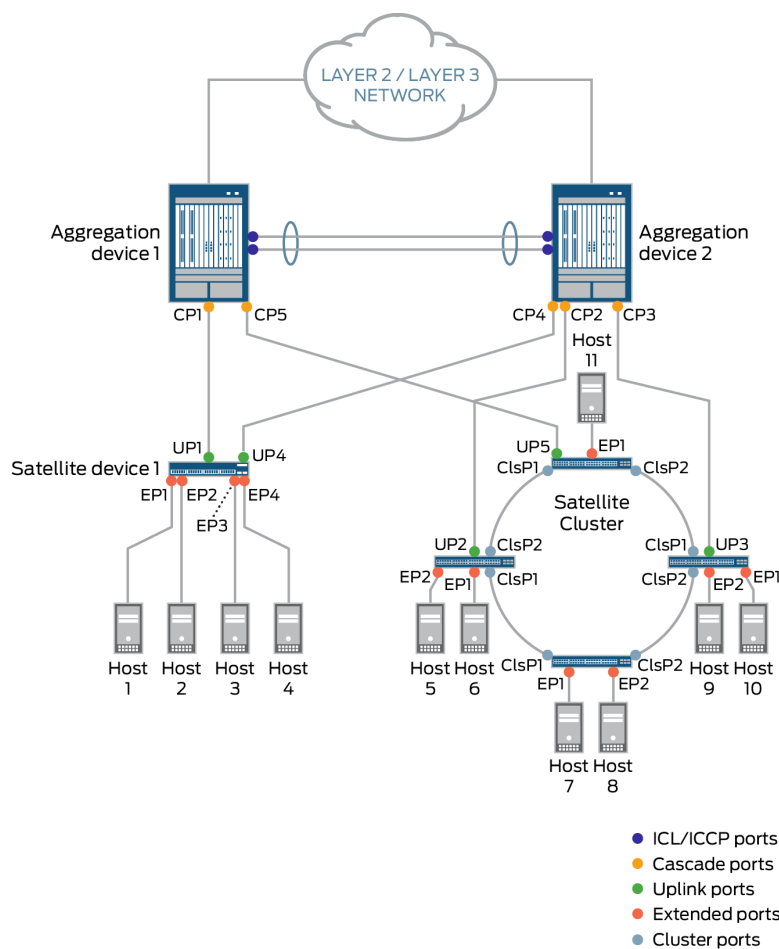 LAYER 2 / LAYER 3
NETWORK
Aggregation
device 1
Aggregation
device 2
CP1
CP5
CP4
CP2
CP3
Host
11
UP1
UP4
UP5
EP1
Satellite device 1
ClsP1
ClsP2
EP1
EP2
EP4
EP3
Satellite
Cluster
UP2
ClsP2
ClsP1
UP3
EP2
EP1
ClsP1
ClsP2
EP2
EP1
Host
1
Host
2
Host
3
Host
4
Host
5
Host
6
ClsP1
ClsP2
EP1
EP2
Host
9
Host
10
Host
7
Host
8
ICL/ICCP ports
Cascade ports
Uplink ports
Extended ports
Cluster ports